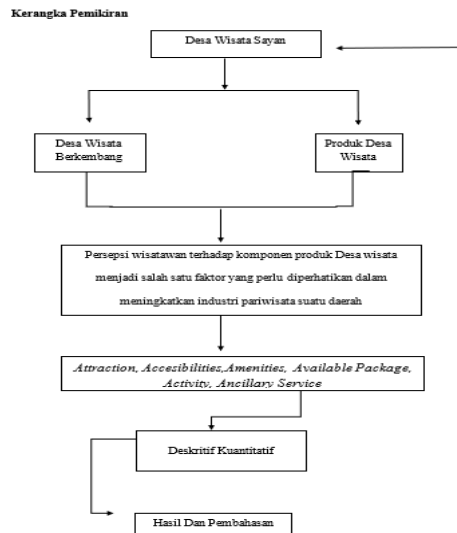 Kerangka Pemikiran
Desa Wisata Sayan
Desa Wisata
Berkembang
Produk Desa
Wisata
Persepsi wisatawan terhadap komponen produk Desa wisata
menjadi salah satu faktor yang perlu diperhatikan dalam
meningkatkan industri pariwisata suatu daerah
Attraction, Accesibilities,Amenities, Available Package,
Activity, Ancillary Service
Deskritif Kuantitatif
Hasil Dan Pembahasan